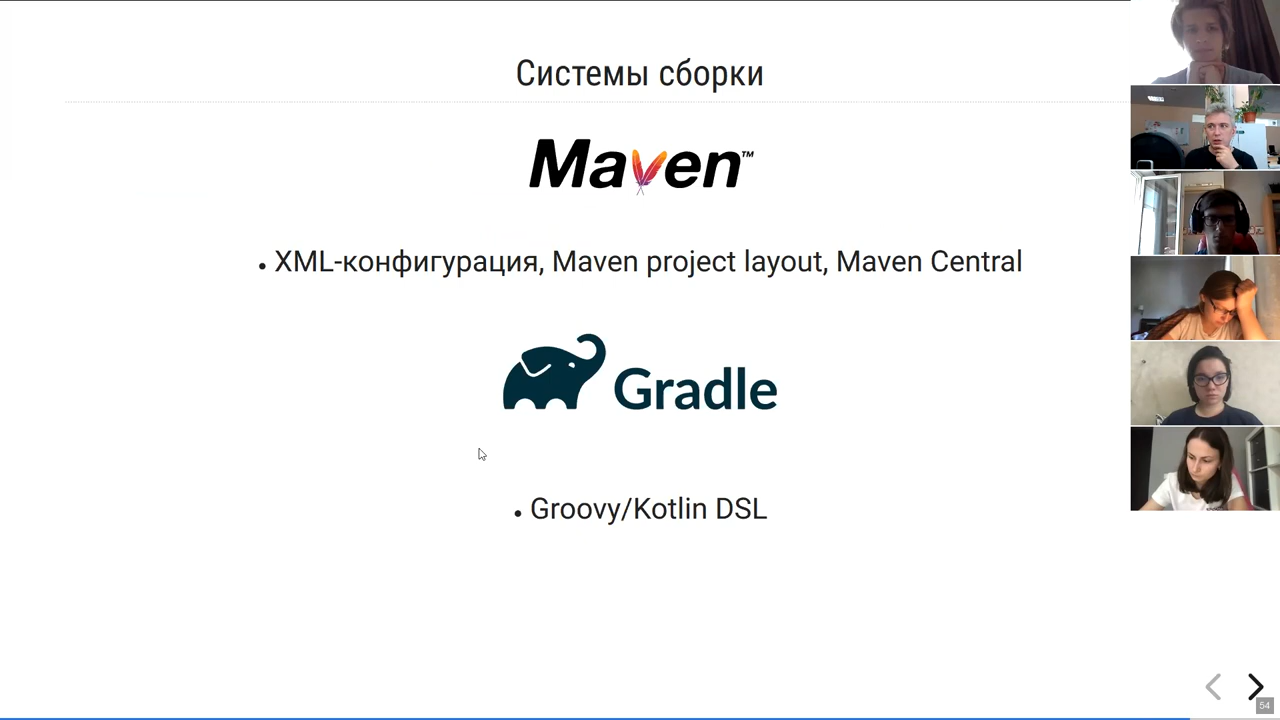 Системы сборки
Maven™
• XML-конфигурация, Maven project layout, Maven Central
Gradle
• Groovy/Kotlin DSL
54